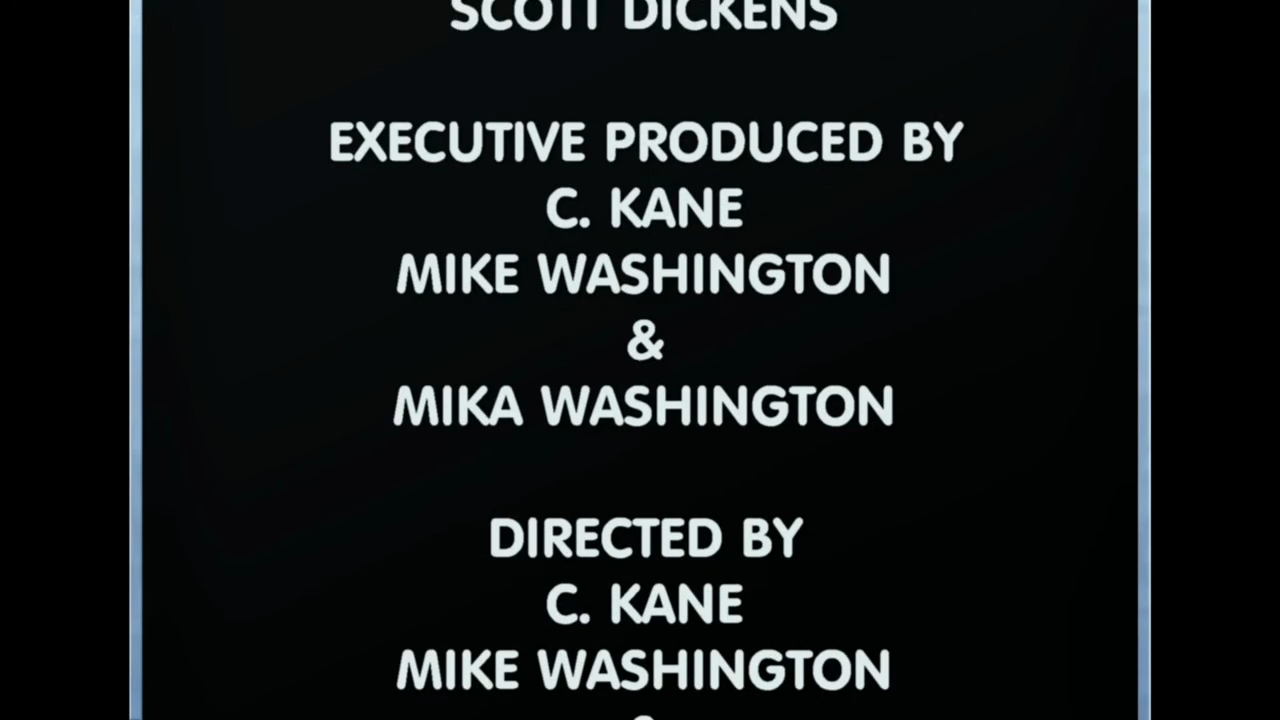 SCOTT DICKENS
EXECUTIVE PRODUCED BY
C. KANE
MIKE WASHINGTON
&
MIKA WASHINGTON
DIRECTED BY
C. KANE
MIKE WASHINGTON